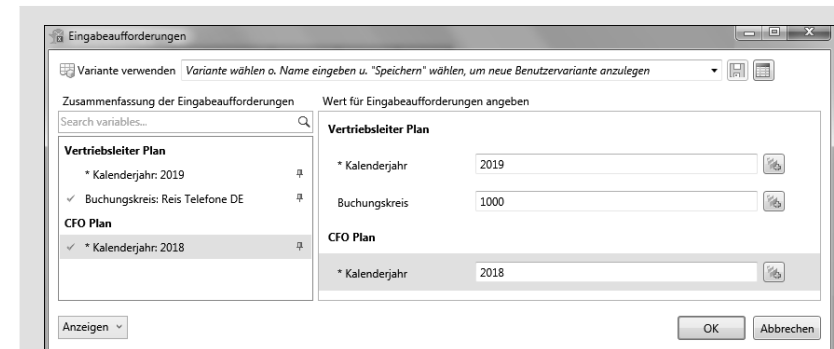 Eingabeaufforderungen
Variante verwenden Variante wählen o. Name eingeben u. "Speichern" wählen, um neue Benutzervariante anzulegen
Zusammenfassung der Eingabeaufforderungen
Search variables...
Vertriebsleiter Plan
* Kalenderjahr: 2019
Buchungskreis: Reis Telefone DE
CFO Plan
* Kalenderjahr: 2018
Wert für Eingabeaufforderungen angeben
Vertriebsleiter Plan
* Kalenderjahr 2019
Buchungskreis 1000
CFO Plan
* Kalenderjahr 2018
Anzeigen
OK Abbrechen